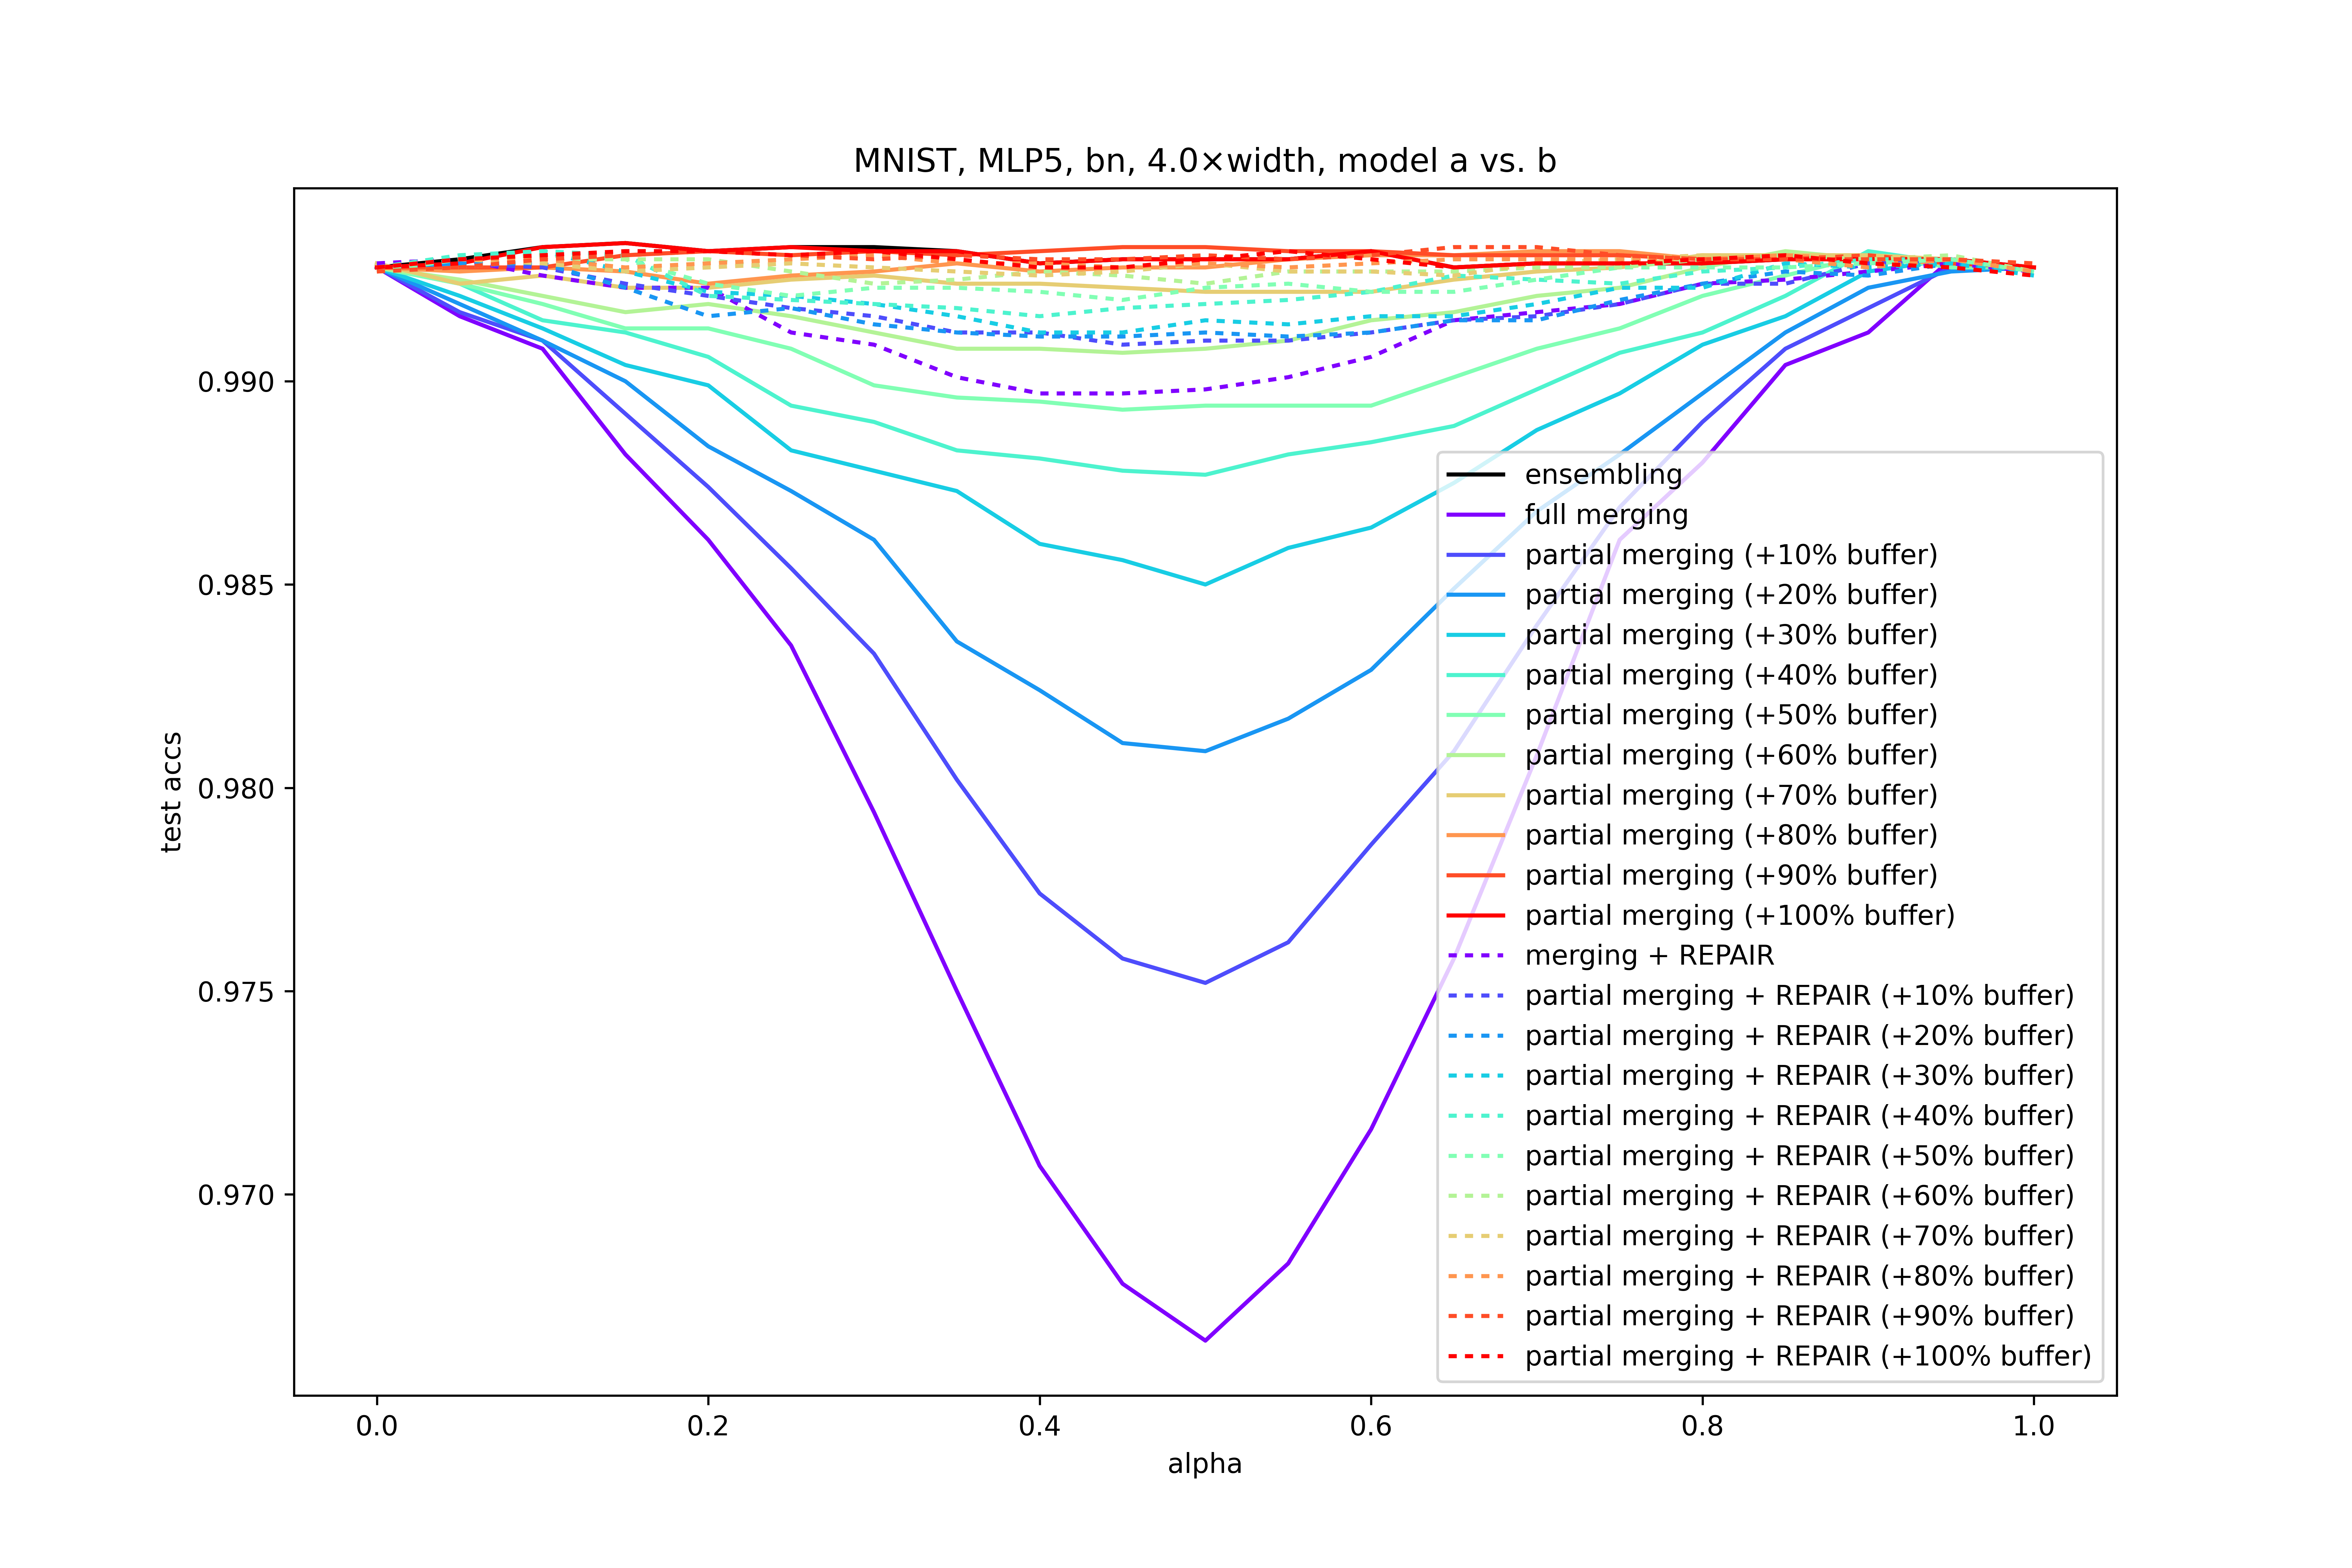 MNIST, MLP5, bn, 4.0×width, model a vs. b
test accs
0.990
0.985
0.980
0.975
0.970
ensembling
full merging
partial merging (+10% buffer)
partial merging (+20% buffer)
partial merging (+30% buffer)
partial merging (+40% buffer)
partial merging (+50% buffer)
partial merging (+60% buffer)
partial merging (+70% buffer)
partial merging (+80% buffer)
partial merging (+90% buffer)
partial merging (+100% buffer)
merging + REPAIR
partial merging + REPAIR (+10% buffer)
partial merging + REPAIR (+20% buffer)
partial merging + REPAIR (+30% buffer)
partial merging + REPAIR (+40% buffer)
partial merging + REPAIR (+50% buffer)
partial merging + REPAIR (+60% buffer)
partial merging + REPAIR (+70% buffer)
partial merging + REPAIR (+80% buffer)
partial merging + REPAIR (+90% buffer)
partial merging + REPAIR (+100% buffer)
0.0 0.2 0.4 0.6 0.8 1.0
alpha